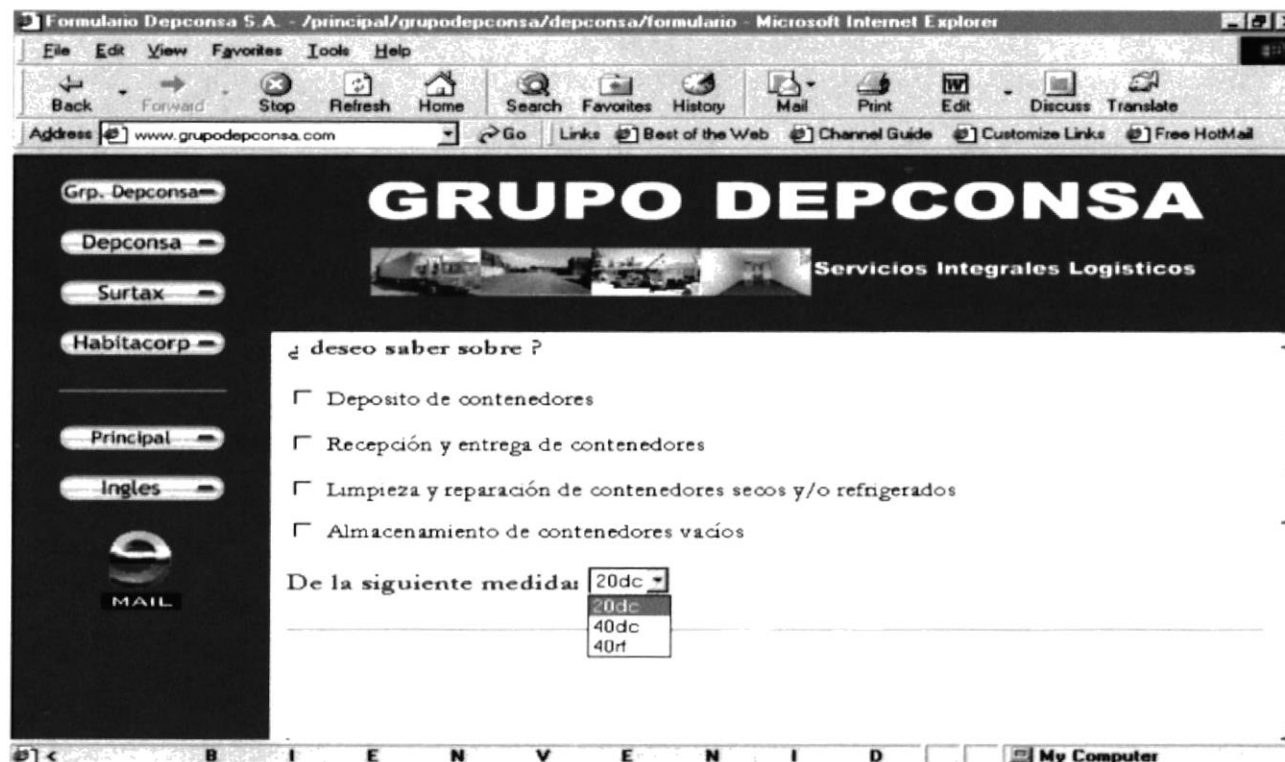 Formulario Depconsa S.A. - /principal/grupodepconsa/depconsa/formulario - Microsoft Internet Explorer
File Edit View Favorites Tools Help
Back Forward Stop Refresh Home Search Favorites History Mail Print Edit Discuss Translate
Address www.grupodepconsa.com Go Links Best of the Web Channel Guide Customize Links Free HotMail
Grp. Depconsa
Depconsa
Surtax
Habitacorp
Principal
Ingles
MAIL
GRUPO DEPCONSA
Servicios Integrales Logisticos
¿ deseo saber sobre ?
Deposito de contenedores
Recepción y entrega de contenedores
Limpieza y reparación de contenedores secos y/o refrigerados
Almacenamiento de contenedores vacíos
De la siguiente medida: 20dc
20dc
40dc
40rf
< B I E N V E N I D My Computer